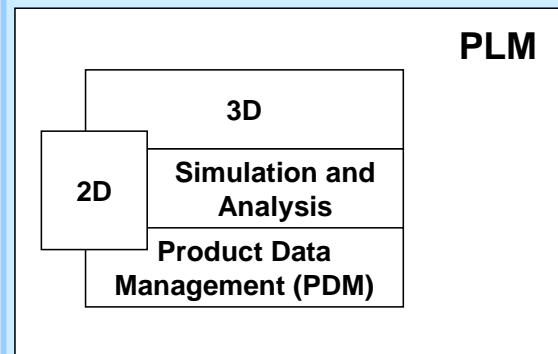 PLM
3D
2D
Simulation and
Analysis
Product Data
Management (PDM)